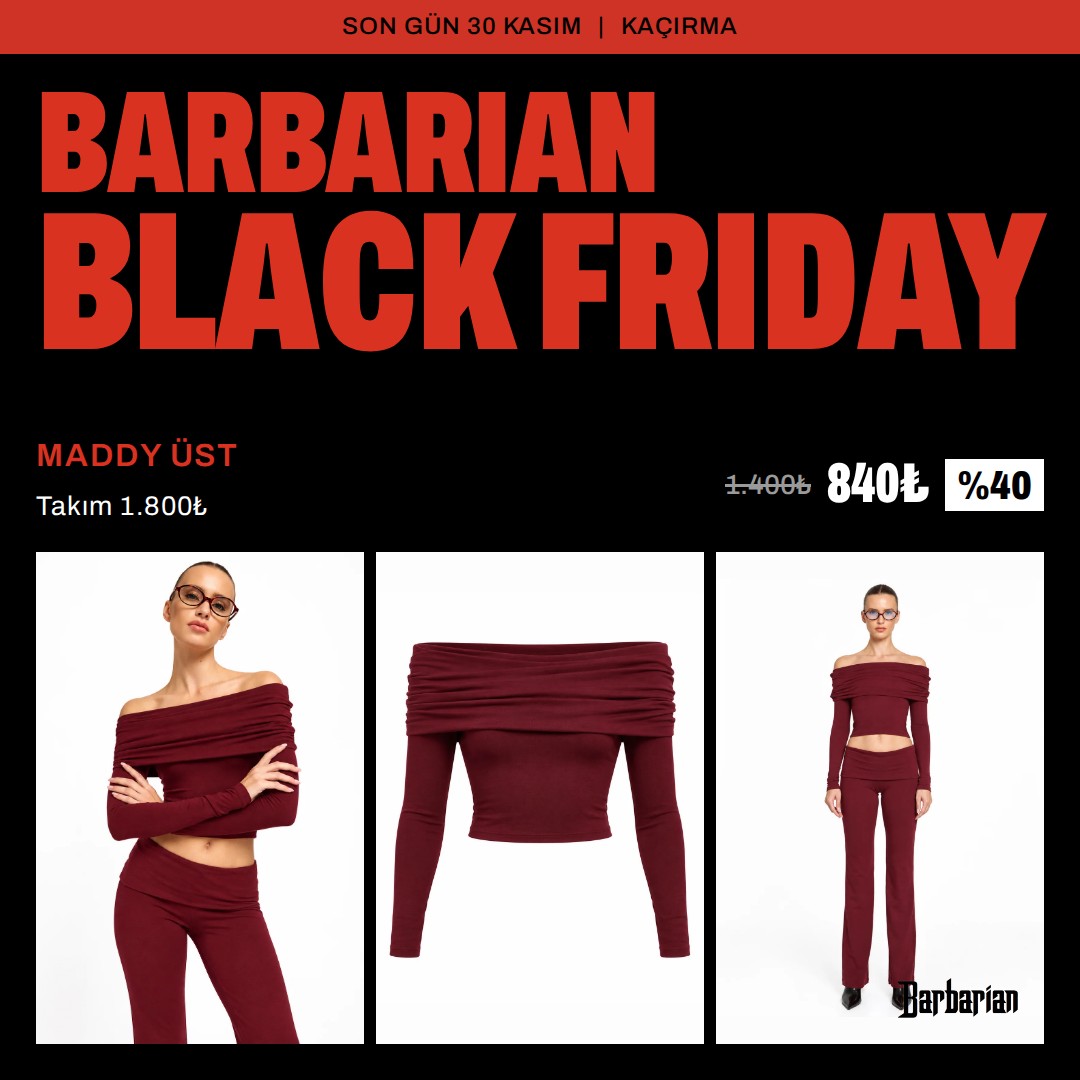 SON GÜN 30 KASIM | KAÇIRMA
BARBARIAN
BLACK FRIDAY
MADDY ÜST
Takım 1.800₺
1.400₺ 840₺ %40
Barbarian